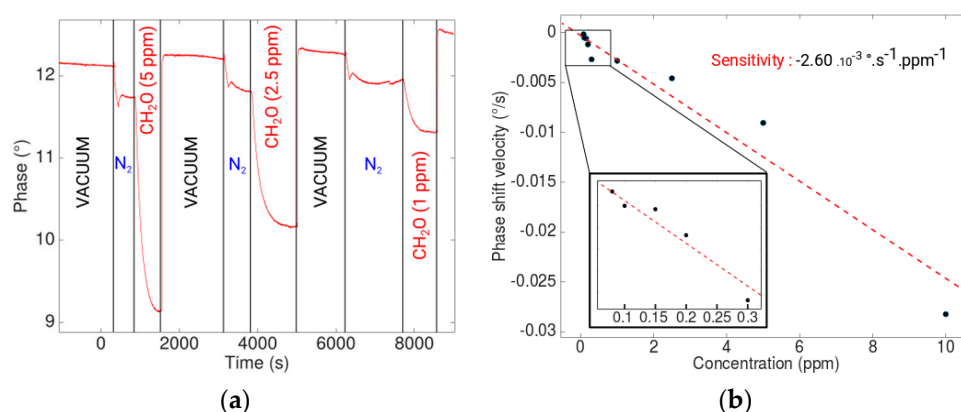 12
11
10
9
Phase (°)
0
2000
4000
6000
8000
Time (s)
VACUUM
N₂
CH₂O (5 ppm)
VACUUM
N₂
CH₂O (2.5 ppm)
VACUUM
N₂
CH₂O (1 ppm)
(a)
0
-0.005
-0.01
-0.015
-0.02
-0.025
-0.03
Phase shift velocity (°/s)
Sensitivity : -2.60 .10⁻³ °.s⁻¹.ppm⁻¹
0.1 0.15 0.2 0.3
0 2 4 6 8 10
Concentration (ppm)
(b)